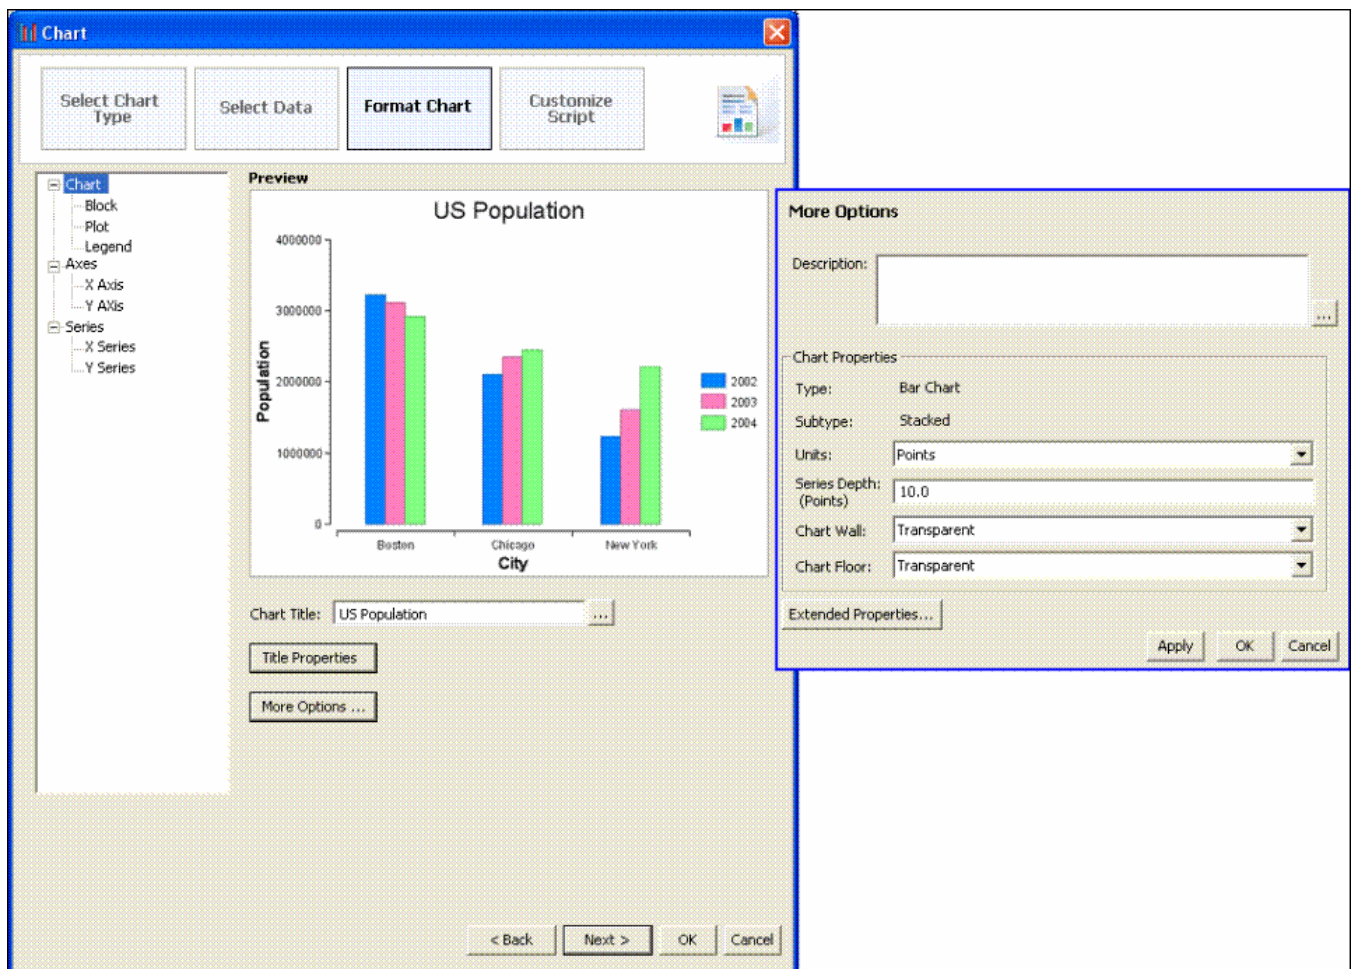 Chart
Select Chart
Type
Select Data
Format Chart
Customize
Script
Chart
Block
Plot
Legend
Axes
X Axis
Y AXis
Series
X Series
Y Series
Preview
US Population
4000000
3000000
2000000
1000000
0
Population
Boston
Chicago
New York
City
2002
2003
2004
Chart Title:
US Population
...
Title Properties
More Options ...
< Back
Next >
OK
Cancel
More Options
Description:
...
Chart Properties
Type: Bar Chart
Subtype: Stacked
Units: Points
Series Depth:
(Points)
10.0
Chart Wall: Transparent
Chart Floor: Transparent
Extended Properties...
Apply
OK
Cancel